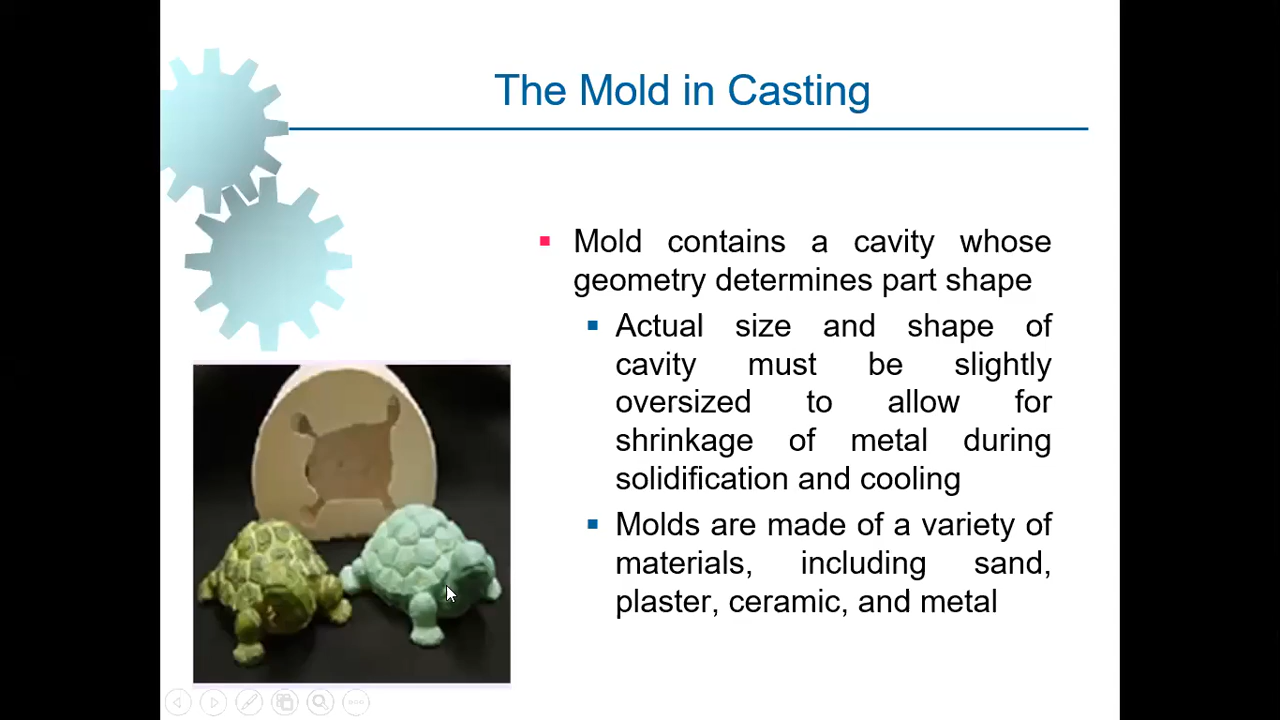 The Mold in Casting
Mold contains a cavity whose
geometry determines part shape
Actual size and shape of
cavity must be slightly
oversized to allow for
shrinkage of metal during
solidification and cooling
Molds are made of a variety of
materials, including sand,
plaster, ceramic, and metal